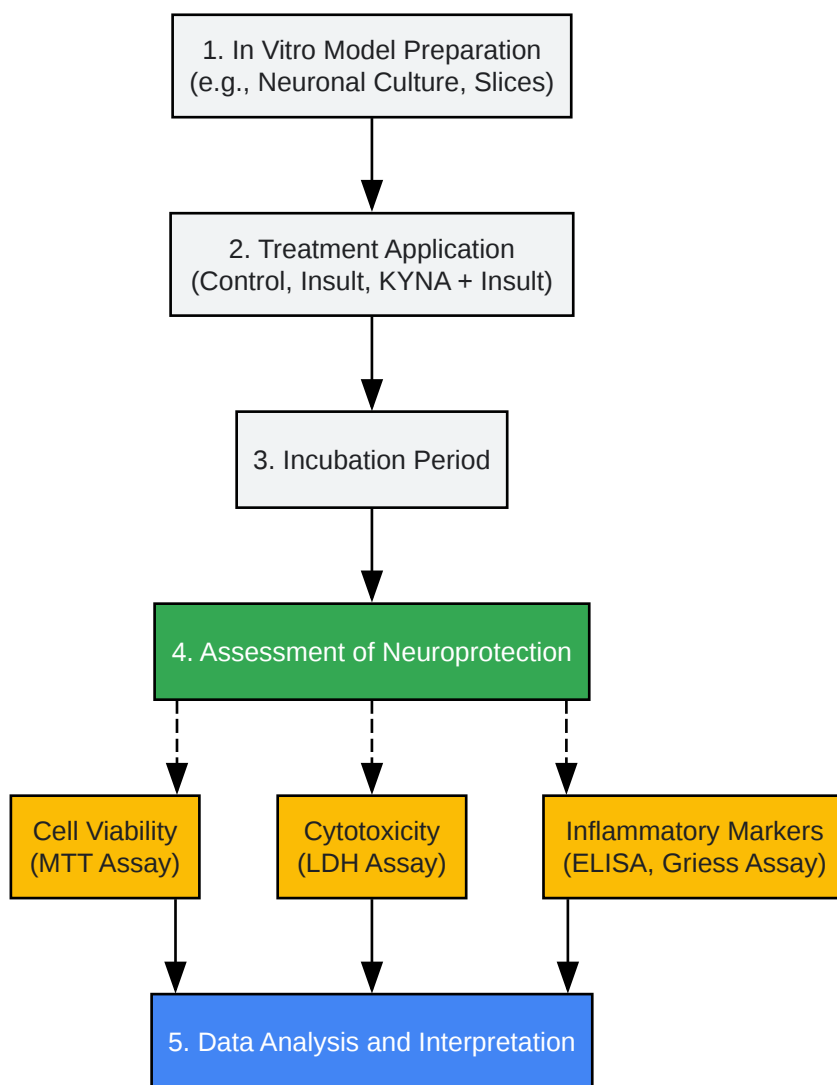 1. In Vitro Model Preparation
(e.g., Neuronal Culture, Slices)
2. Treatment Application
(Control, Insult, KYNA + Insult)
3. Incubation Period
4. Assessment of Neuroprotection
Cell Viability
(MTT Assay)
Cytotoxicity
(LDH Assay)
Inflammatory Markers
(ELISA, Griess Assay)
5. Data Analysis and Interpretation